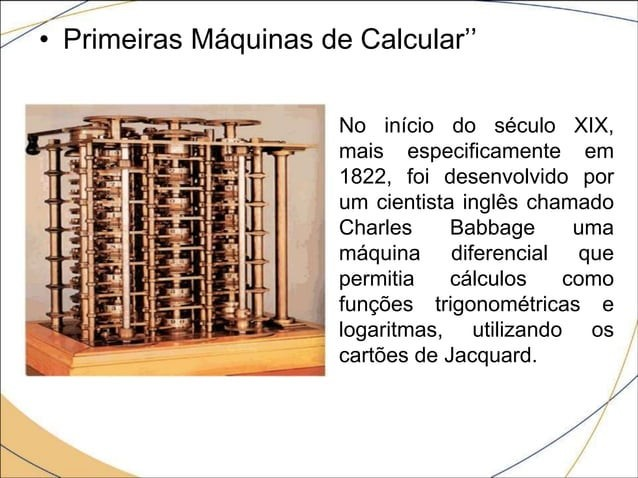 • Primeiras Máquinas de Calcular’’
No início do século XIX,
mais especificamente em
1822, foi desenvolvido por
um cientista inglês chamado
Charles Babbage uma
máquina diferencial que
permitia cálculos como
funções trigonométricas e
logaritmas, utilizando os
cartões de Jacquard.